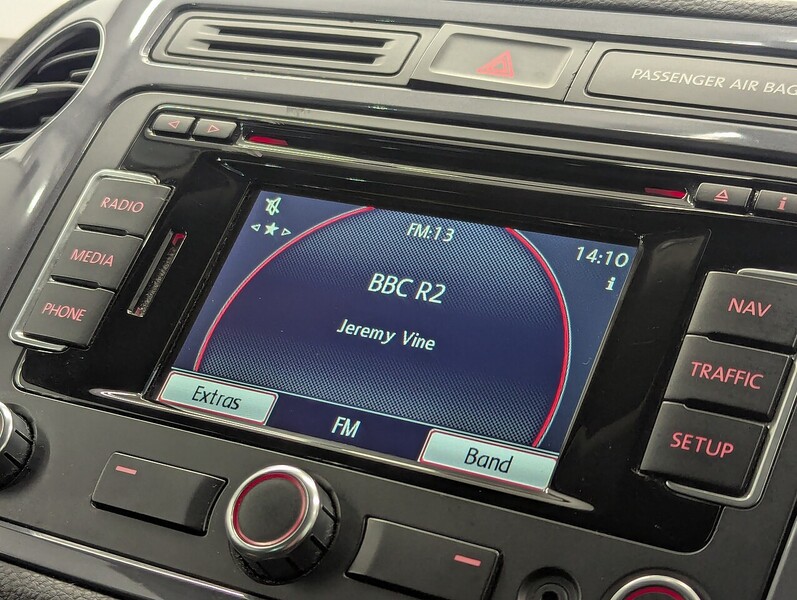 PASSENGER AIR BAG
RADIO
MEDIA
PHONE
FM:13
14:10
i
i
BBC R2
Jeremy Vine
Extras
FM
Band
NAV
TRAFFIC
SETUP